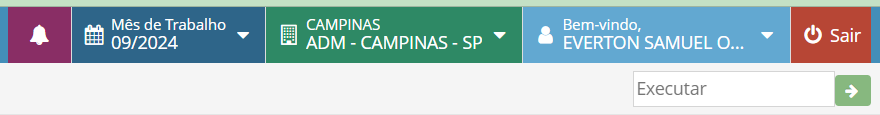 Mês de Trabalho
09/2024
CAMPINAS
ADM - CAMPINAS - SP
Bem-vindo,
EVERTON SAMUEL O...
Sair
Executar